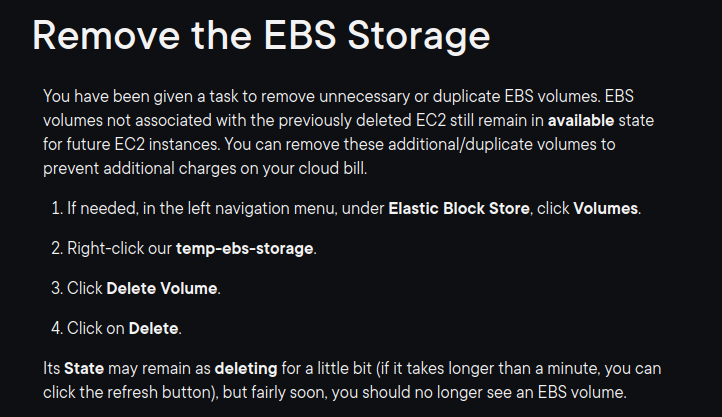 Remove the EBS Storage
You have been given a task to remove unnecessary or duplicate EBS volumes. EBS
volumes not associated with the previously deleted EC2 still remain in available state
for future EC2 instances. You can remove these additional/duplicate volumes to
prevent additional charges on your cloud bill.
1. If needed, in the left navigation menu, under Elastic Block Store, click Volumes.
2. Right-click our temp-ebs-storage.
3. Click Delete Volume.
4. Click on Delete.
Its State may remain as deleting for a little bit (if it takes longer than a minute, you can
click the refresh button), but fairly soon, you should no longer see an EBS volume.